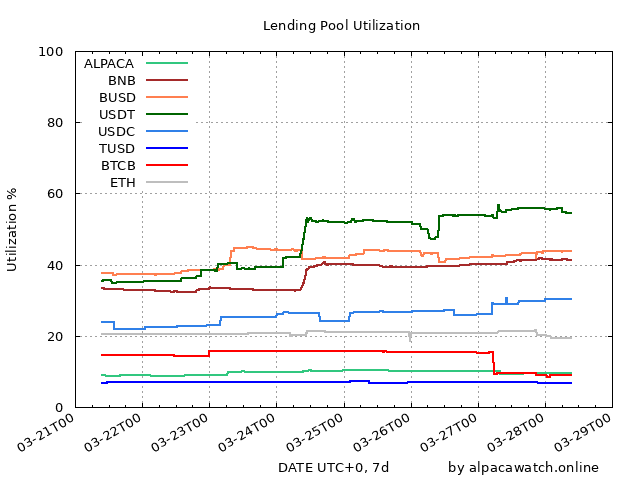 Lending Pool Utilization
Utilization %
100
80
60
40
20
0
ALPACA
BNB
BUSD
USDT
USDC
TUSD
BTCB
ETH
03-21T00
03-22T00
03-23T00
03-24T00
03-25T00
03-26T00
03-27T00
03-28T00
03-29T00
DATE UTC+0, 7d
by alpacawatch.online